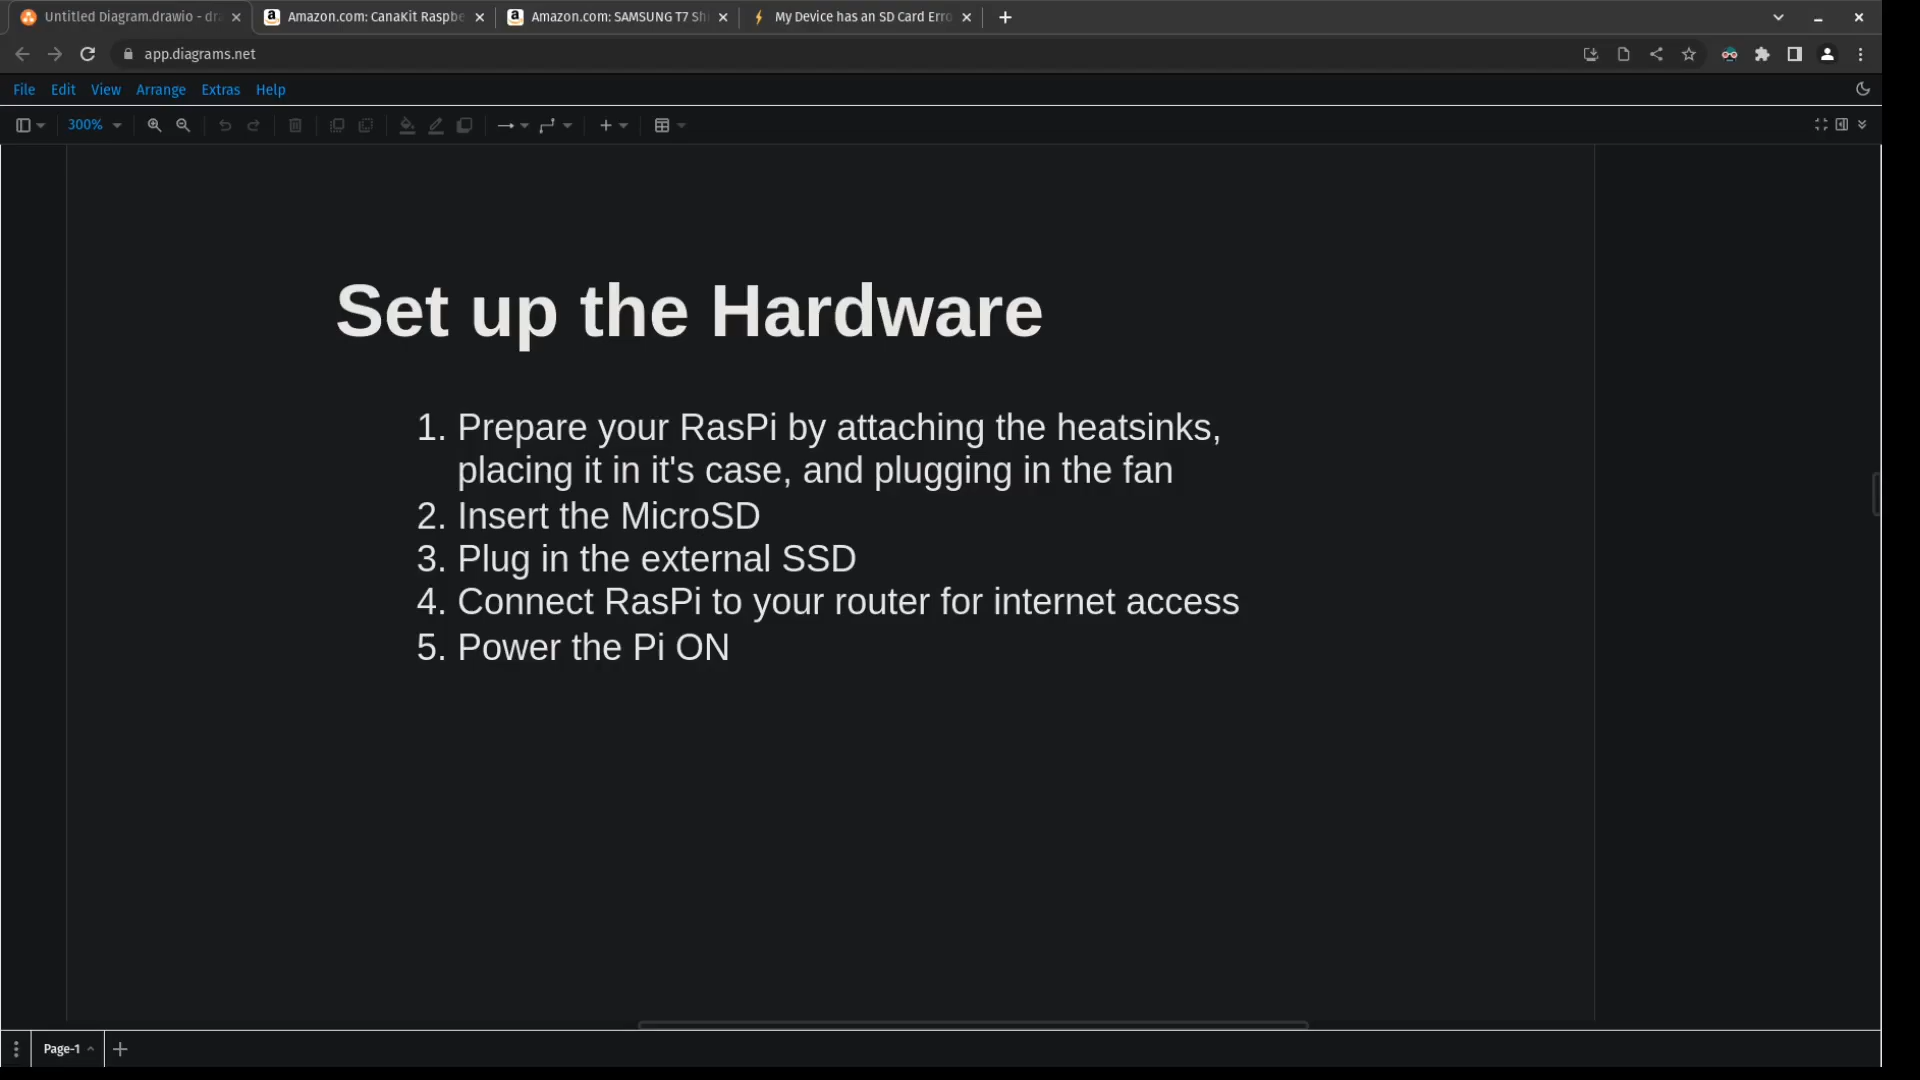 Untitled Diagram.drawio - dr
Amazon.com: CanaKit Raspbe
Amazon.com: SAMSUNG T7 Sh
My Device has an SD Card Erro
app.diagrams.net
File Edit View Arrange Extras Help
300%
Set up the Hardware
1. Prepare your RasPi by attaching the heatsinks,
placing it in it's case, and plugging in the fan
2. Insert the MicroSD
3. Plug in the external SSD
4. Connect RasPi to your router for internet access
5. Power the Pi ON
Page-1